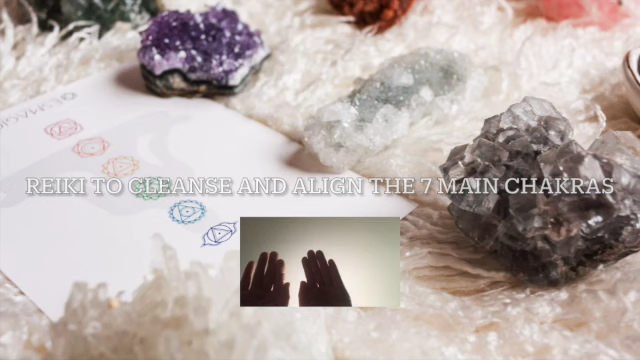 REIKI TO CLEANSE AND ALIGN THE 7 MAIN CHAKRAS